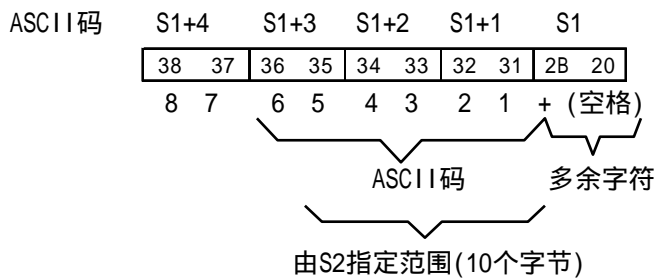 ASCII码 S1+4 S1+3 S1+2 S1+1 S1
38 37 36 35 34 33 32 31 2B 20
8 7 6 5 4 3 2 1 + (空格)
ASCII码 多余字符
由S2指定范围(10个字节)